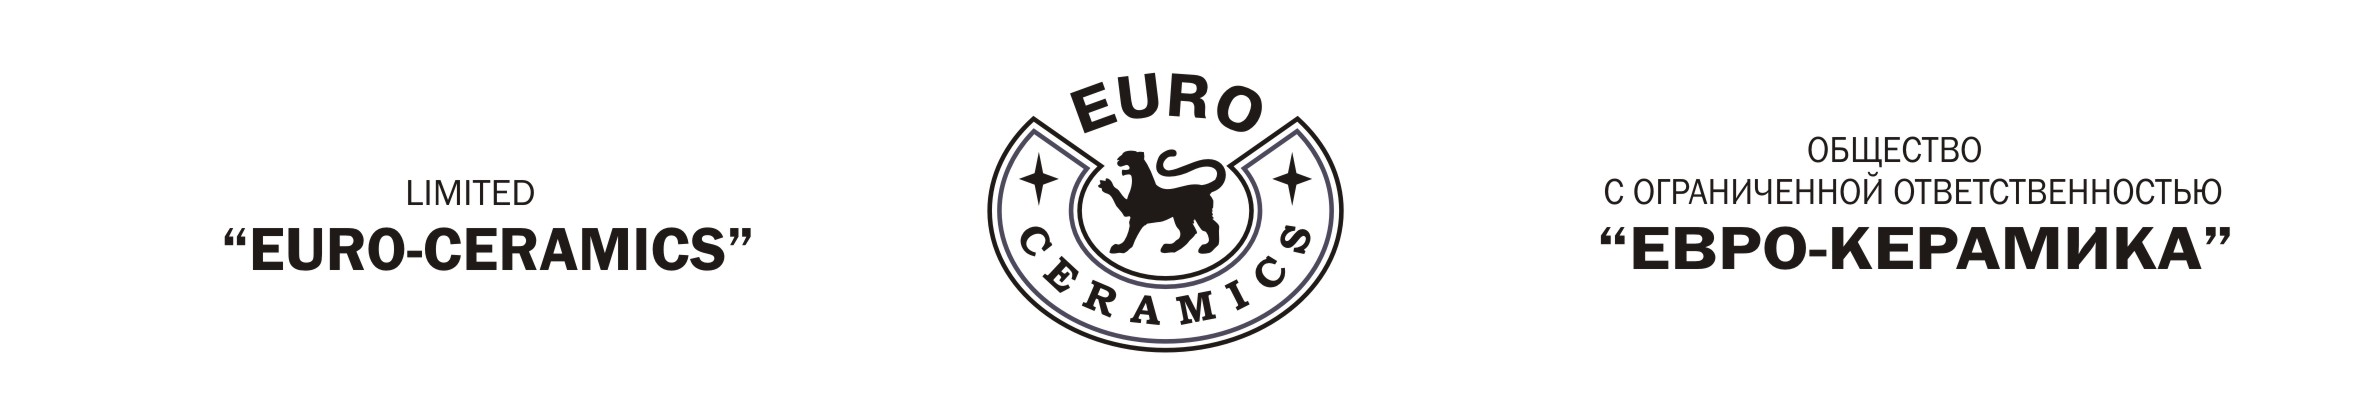 LIMITED
“EURO-CERAMICS”
EURO
CERAMICS
ОБЩЕСТВО
С ОГРАНИЧЕННОЙ ОТВЕТСТВЕННОСТЬЮ
“ЕВРО-КЕРАМИКА”